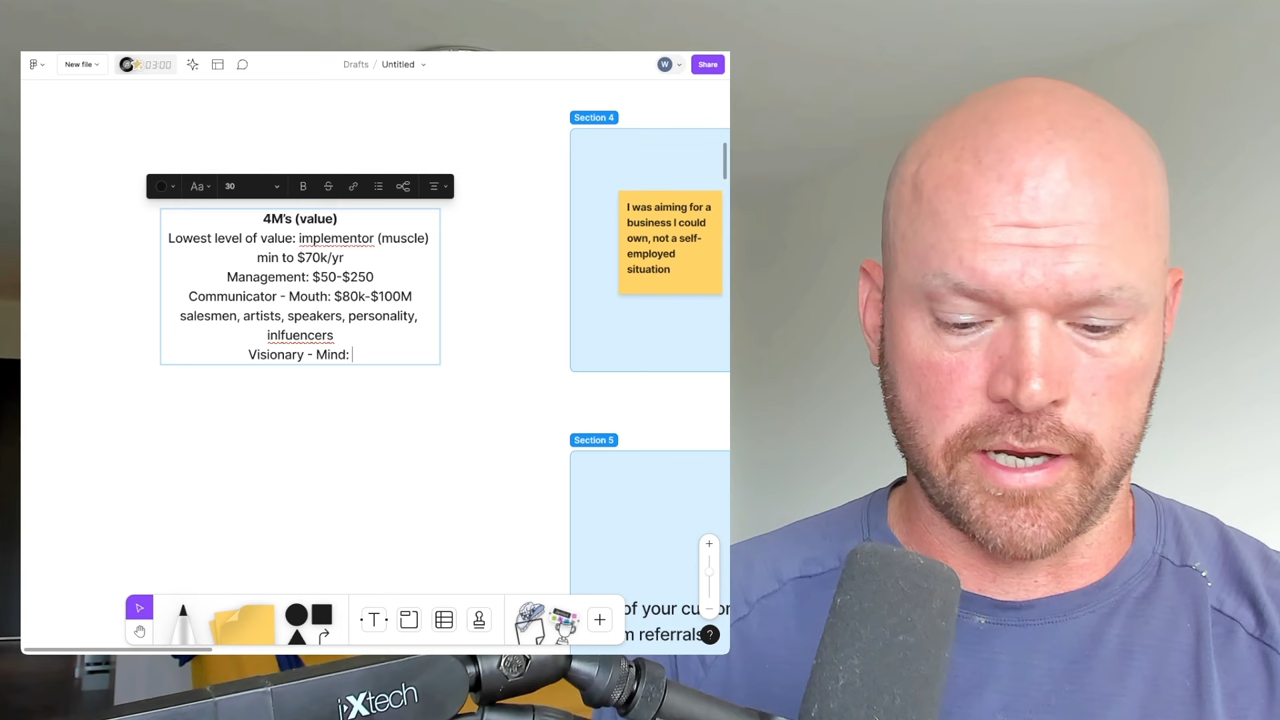 New file
03:00
Drafts / Untitled
W
Share
Section 4
Aa
30
B
S
4M's (value)
Lowest level of value: implementor (muscle)
min to $70k/yr
Management: $50-$250
Communicator - Mouth: $80k-$100M
salesmen, artists, speakers, personality,
inlfuencers
Visionary - Mind:
I was aiming for a
business I could
own, not a self-
employed
situation
Section 5
T
of your
m referrals
?
iXtech